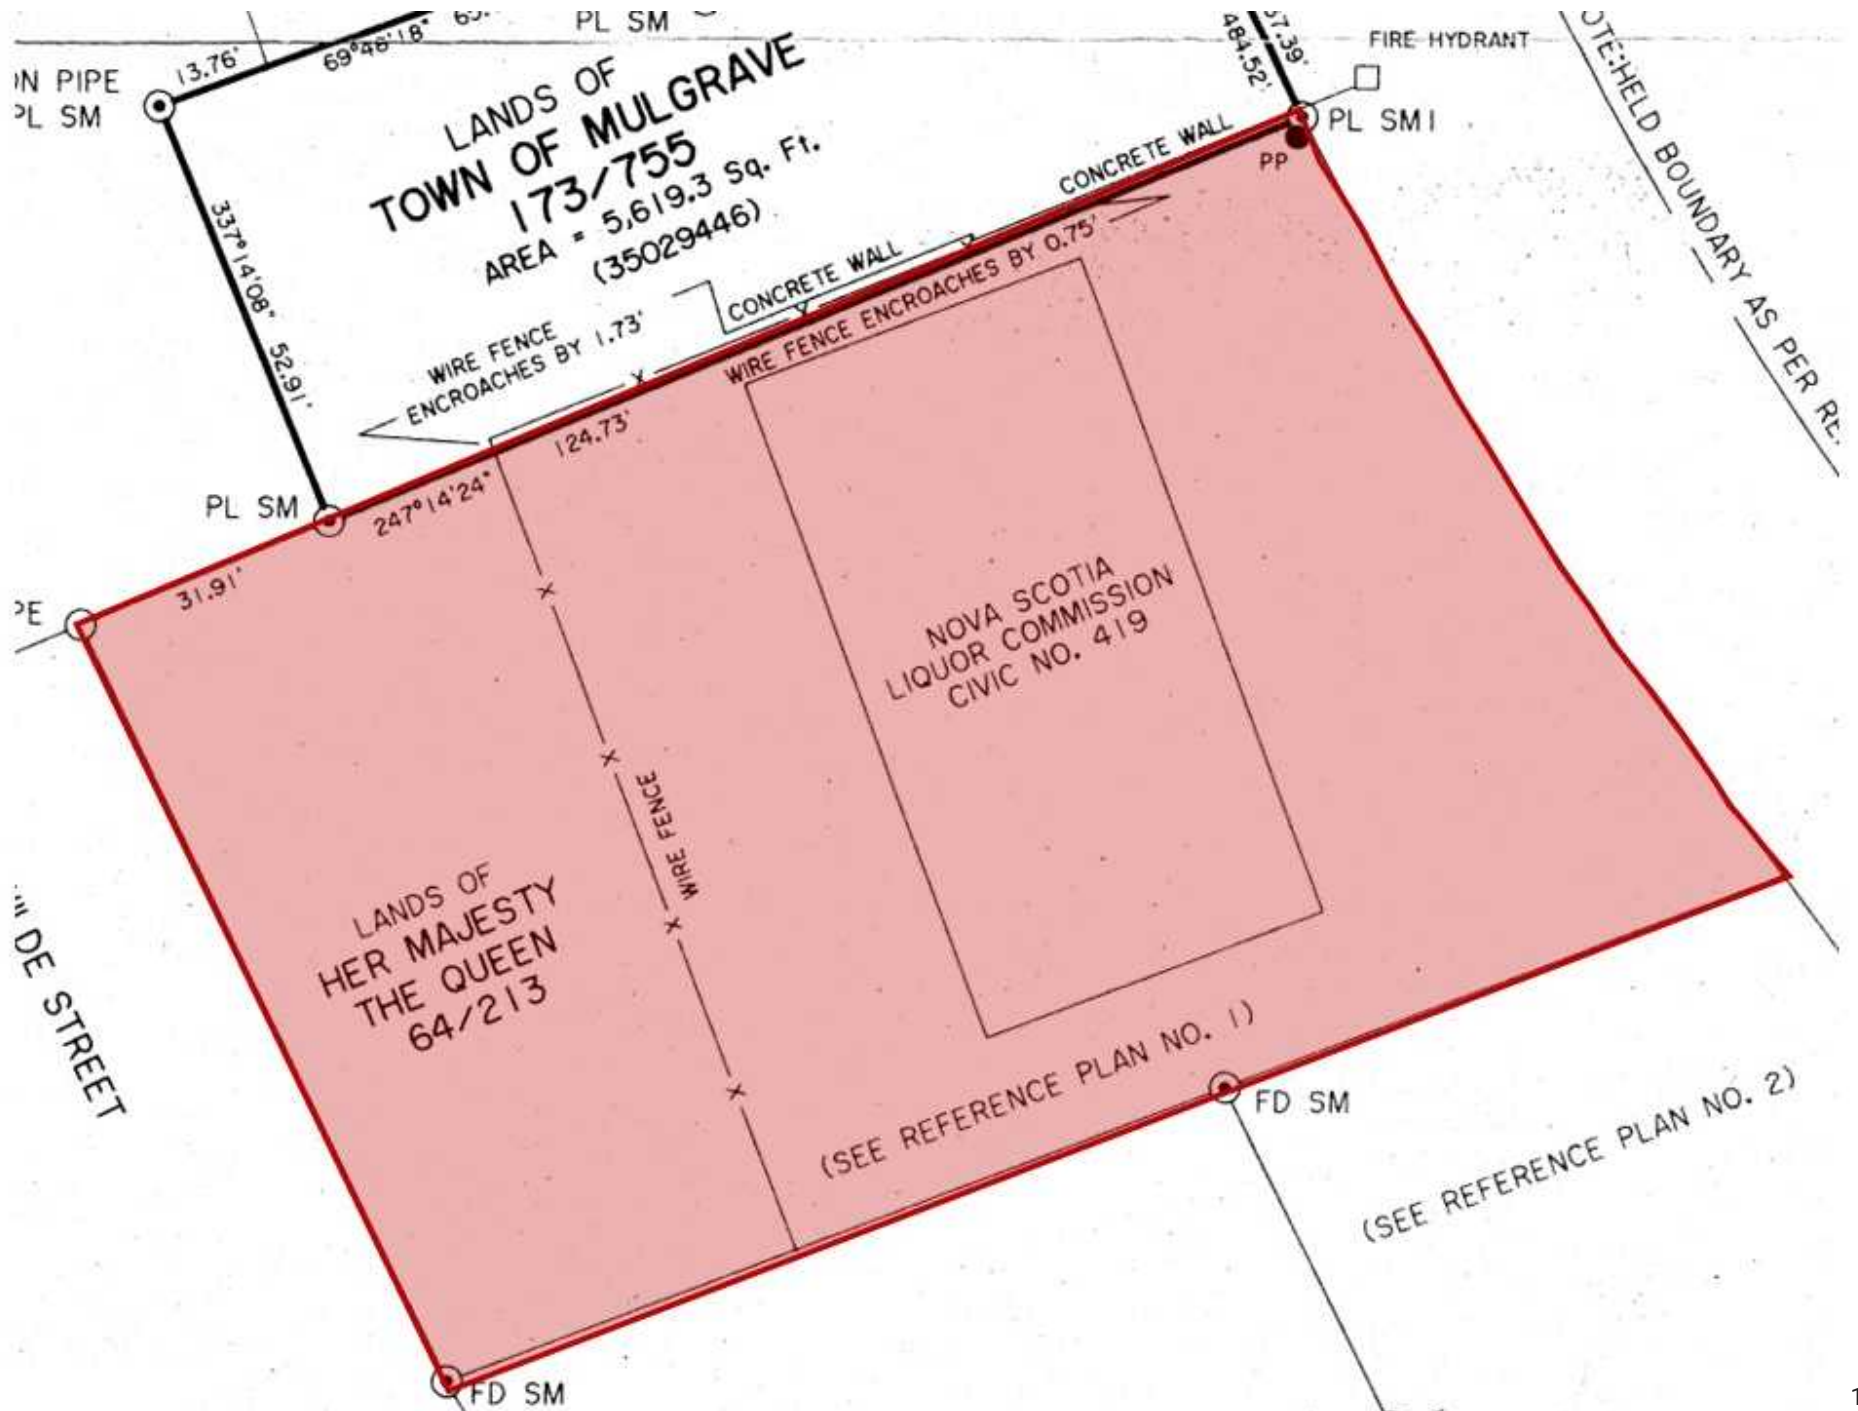 PL SM
FIRE HYDRANT
13.76'
69°48'18"
484.52'
PIPE
PL SM
PL SM1
LANDS OF
TOWN OF MULGRAVE
173/755
AREA = 5,619.3 Sq. Ft.
(35029446)
CONCRETE WALL
PP
HELD BOUNDARY AS PER
337°14'08" 52.91'
CONCRETE WALL
WIRE FENCE ENCROACHES BY 0.75'
WIRE FENCE
ENCROACHES BY 1.73'
124.73'
247°14'24"
PL SM
31.91'
NOVA SCOTIA
LIQUOR COMMISSION
CIVIC NO. 419
WIRE FENCE
LANDS OF
HER MAJESTY
THE QUEEN
64/213
STREET
(SEE REFERENCE PLAN NO. 1)
FD SM
(SEE REFERENCE PLAN NO. 2)
FD SM
1